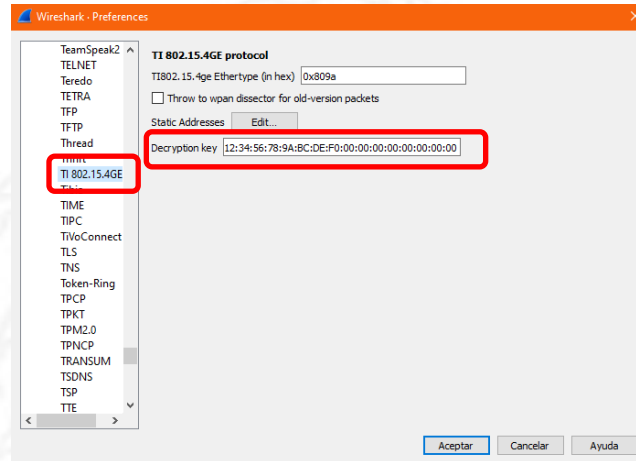 Wireshark · Preferences
TeamSpeak2
TELNET
Teredo
TETRA
TFP
TFTP
Thread
TI 802.15.4GE
TIME
TIPC
TiVoConnect
TLS
TNS
Token-Ring
TPCP
TPKT
TPM2.0
TPNCP
TRANSUM
TSDNS
TSP
TTE
TI 802.15.4GE protocol
TI802.15.4ge Ethertype (in hex) 0x809a
Throw to wpan dissector for old-version packets
Static Addresses Edit...
Decryption key 12:34:56:78:9A:BC:DE:F0:00:00:00:00:00:00:00:00
Aceptar Cancelar Ayuda